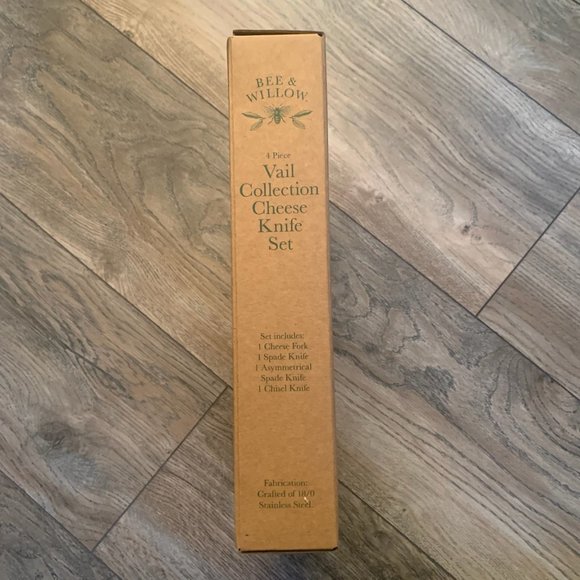 BEE &
WILLOW
4 Piece
Vail
Collection
Cheese
Knife
Set
Set includes:
1 Cheese Fork
1 Spade Knife
1 Asymmetrical
Spade Knife
1 Chisel Knife
Fabrication:
Crafted of 18/0
Stainless Steel.